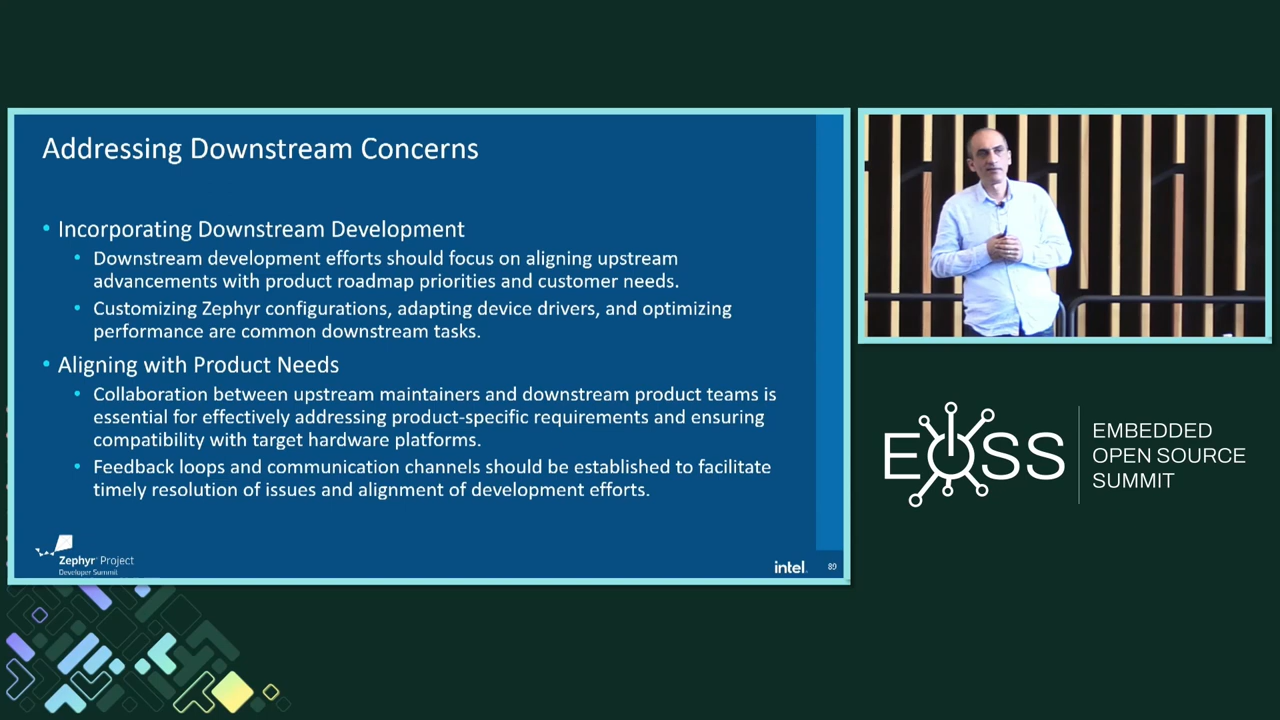 Addressing Downstream Concerns
• Incorporating Downstream Development
• Downstream development efforts should focus on aligning upstream
advancements with product roadmap priorities and customer needs.
• Customizing Zephyr configurations, adapting device drivers, and optimizing
performance are common downstream tasks.
• Aligning with Product Needs
• Collaboration between upstream maintainers and downstream product teams is
essential for effectively addressing product-specific requirements and ensuring
compatibility with target hardware platforms.
• Feedback loops and communication channels should be established to facilitate
timely resolution of issues and alignment of development efforts.
Zephyr® Project
Developer Summit
intel.
89
EOSS
EMBEDDED
OPEN SOURCE
SUMMIT